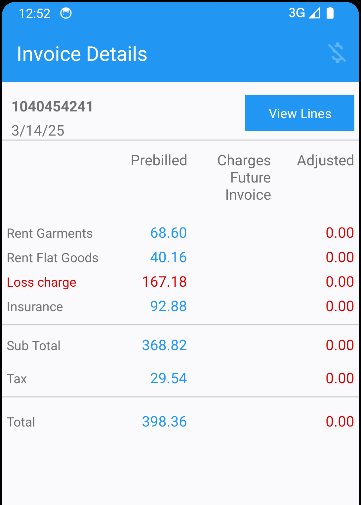 12:52 3G
Invoice Details
1040454241
View Lines
3/14/25
Prebilled Charges Adjusted
Future
Invoice
Rent Garments 68.60 0.00
Rent Flat Goods 40.16 0.00
Loss charge 167.18 0.00
Insurance 92.88 0.00
Sub Total 368.82 0.00
Tax 29.54 0.00
Total 398.36 0.00